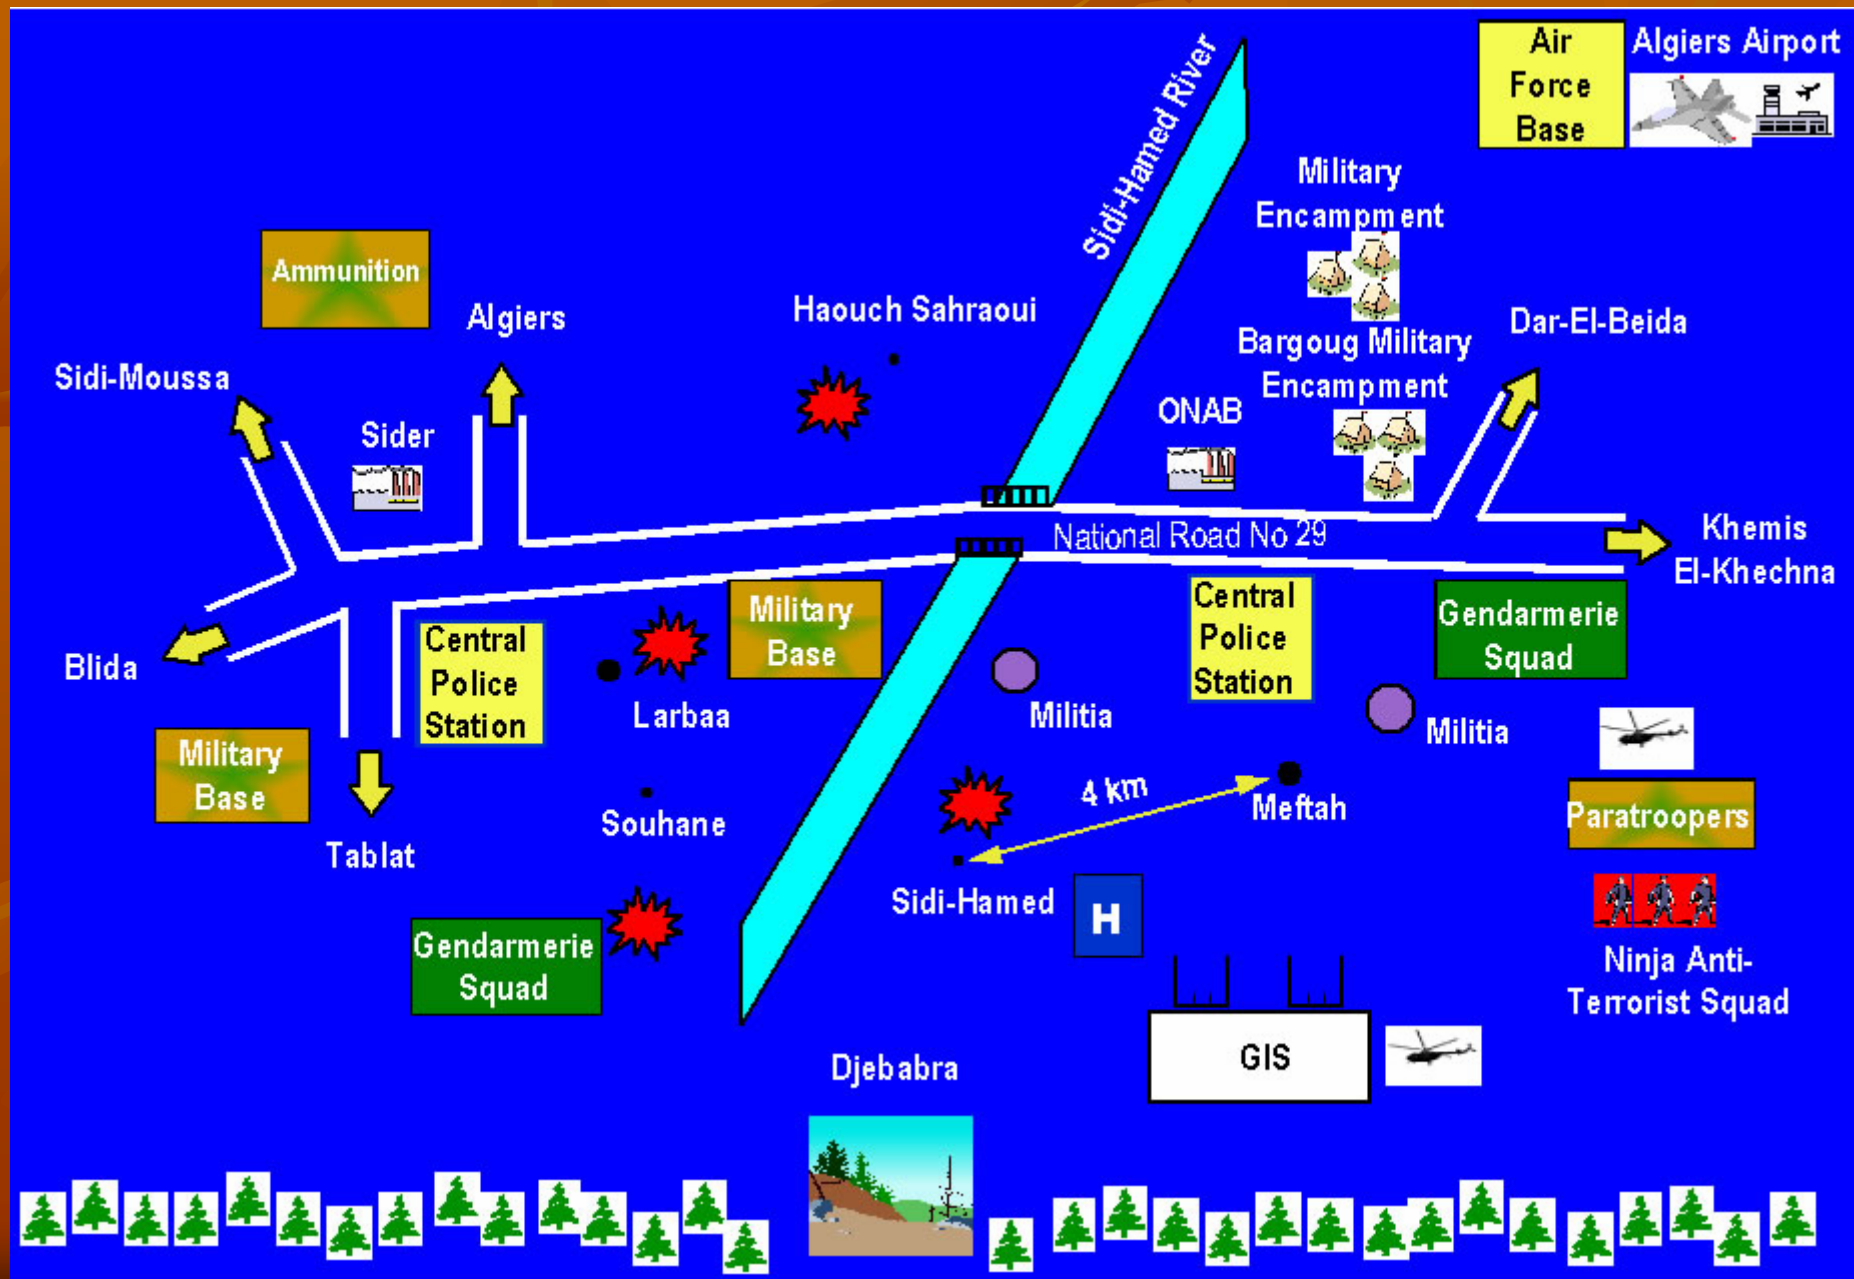 Air
Force
Base
Algiers Airport
Sidi-Hamed River
Military
Encampment
Ammunition
Algiers
Haouch Sahraoui
Bargoug Military
Encampment
Dar-El-Beida
Sidi-Moussa
Sider
ONAB
National Road No 29
Khemis
El-Khechna
Blida
Central
Police
Station
Larbaa
Military
Base
Militia
Central
Police
Station
Gendarmerie
Squad
Militia
Military
Base
Tablat
Souhane
4 km
Meftah
Paratroopers
Sidi-Hamed
H
Gendarmerie
Squad
Ninja Anti-
Terrorist Squad
GIS
Djebabra